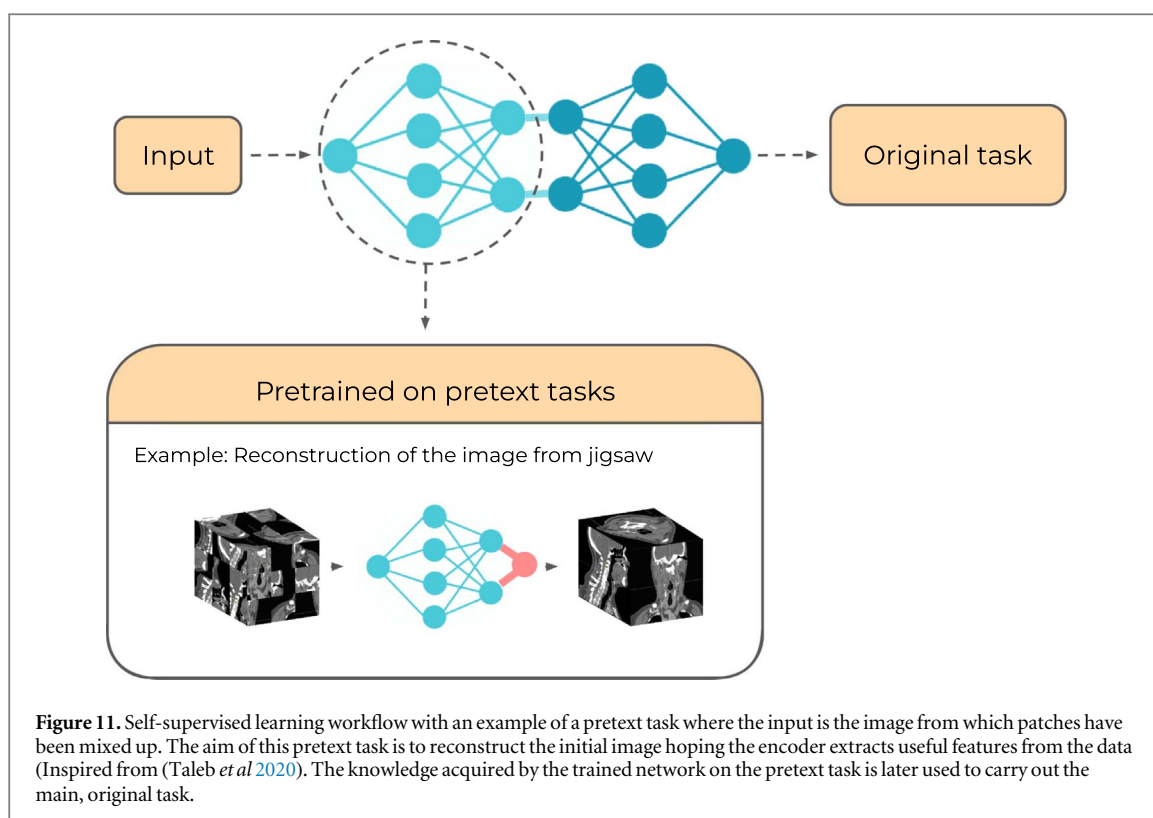 Input
Original task
Pretrained on pretext tasks
Example: Reconstruction of the image from jigsaw
Figure 11. Self-supervised learning workflow with an example of a pretext task where the input is the image from which patches have
been mixed up. The aim of this pretext task is to reconstruct the initial image hoping the encoder extracts useful features from the data
(Inspired from (Taleb et al 2020). The knowledge acquired by the trained network on the pretext task is later used to carry out the
main, original task.